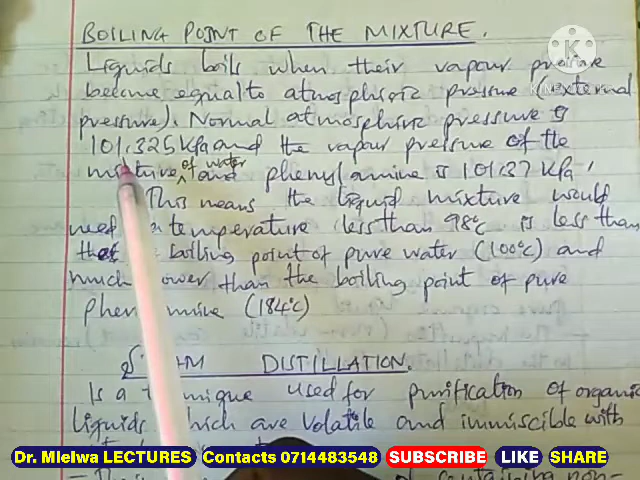 BOILING POINT OF THE MIXTURE.
Liquids boils when their vapour
become equal to atmospheric pressure (external
pressure). Normal atmospheric pressure is
101.325 Kpa and the vapour pressure of the
mixture of water and phenylamine is 101.37 Kpa,
This means the liquid mixture would
need temperature less than 98°c is less than
the boiling point of pure water (100°c) and
much lower than the boiling point of pure
(184°c)
DISTILLATION.
Is a used for purification of organic
Liquids which are volatile and immiscible with
containing non-
KI
Dr. Mlelwa LECTURES Contacts 0714483548 SUBSCRIBE LIKE SHARE